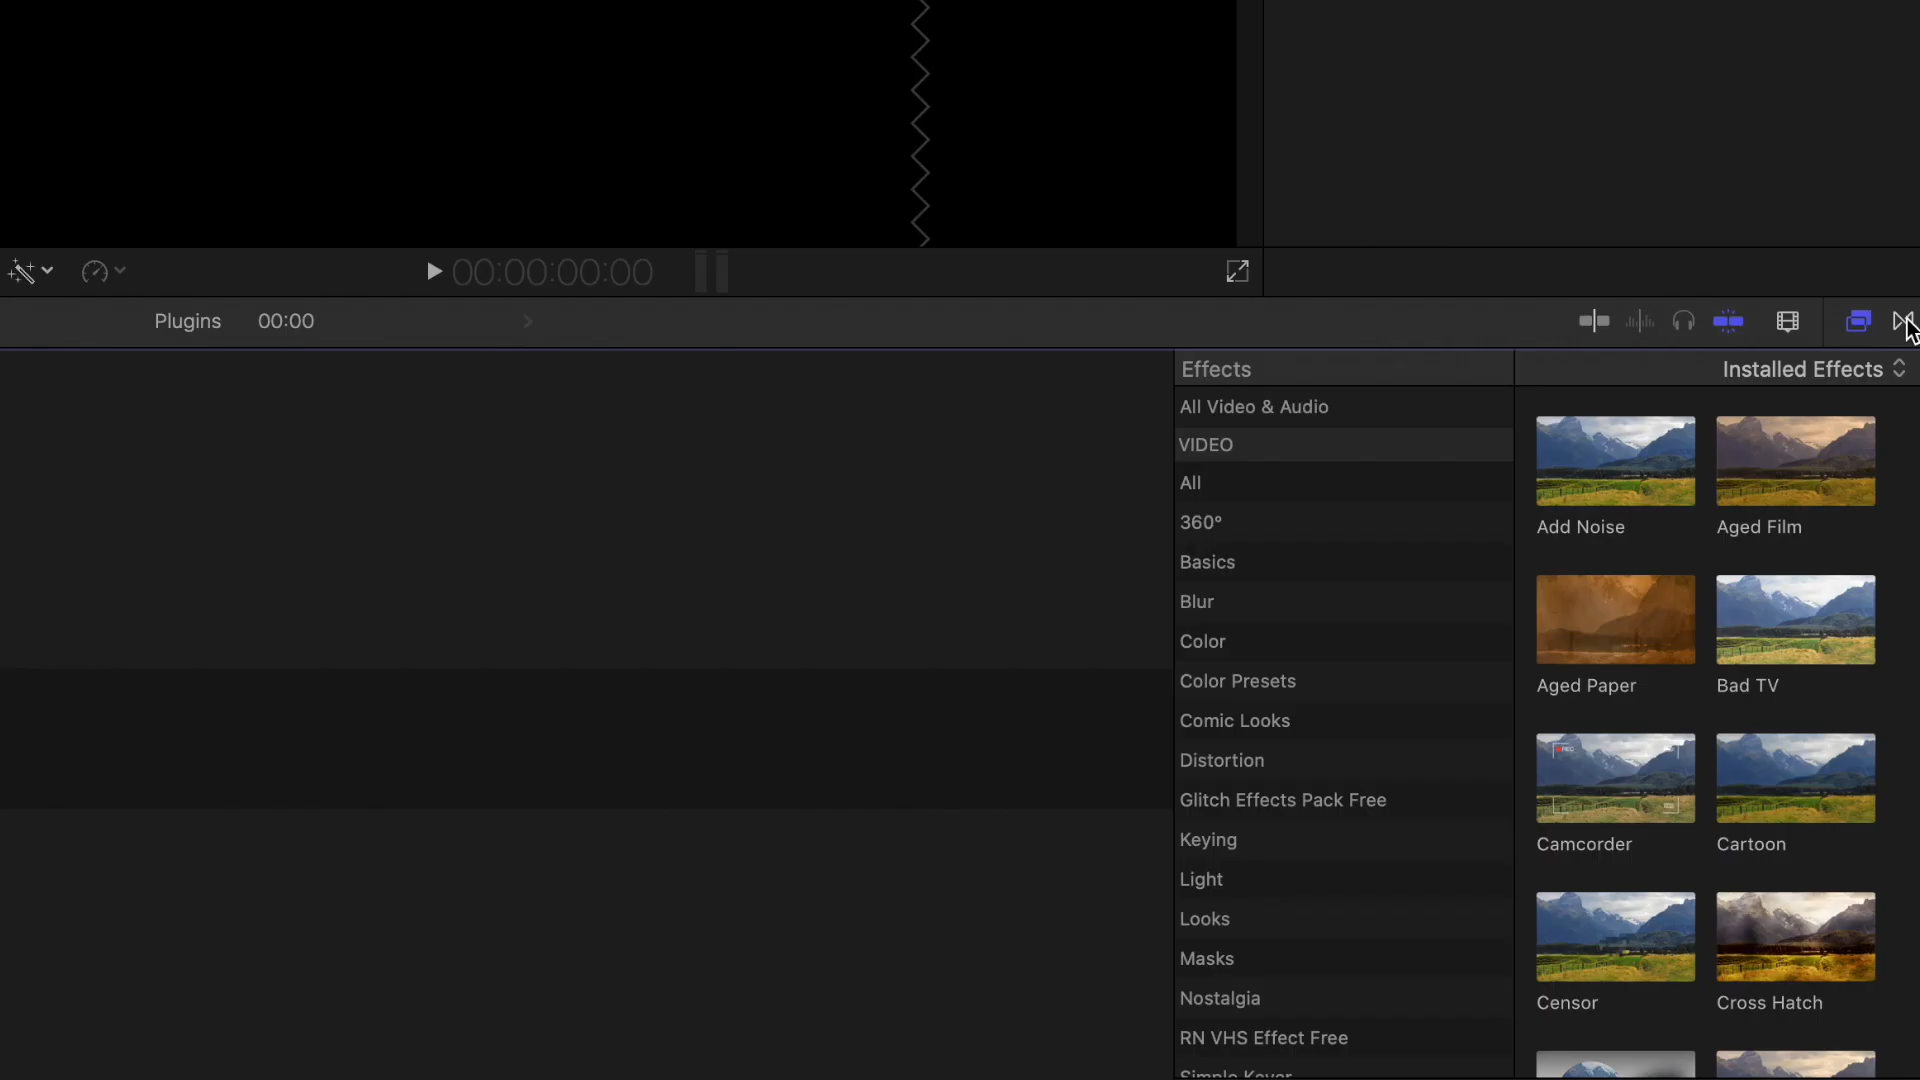 00:00:00:00
Plugins 00:00
Effects
Installed Effects
All Video & Audio
VIDEO
All
360°
Basics
Blur
Color
Color Presets
Comic Looks
Distortion
Glitch Effects Pack Free
Keying
Light
Looks
Masks
Nostalgia
RN VHS Effect Free
Simple Keyer
Add Noise
Aged Film
Aged Paper
Bad TV
REC
Camcorder
Cartoon
Censor
Cross Hatch